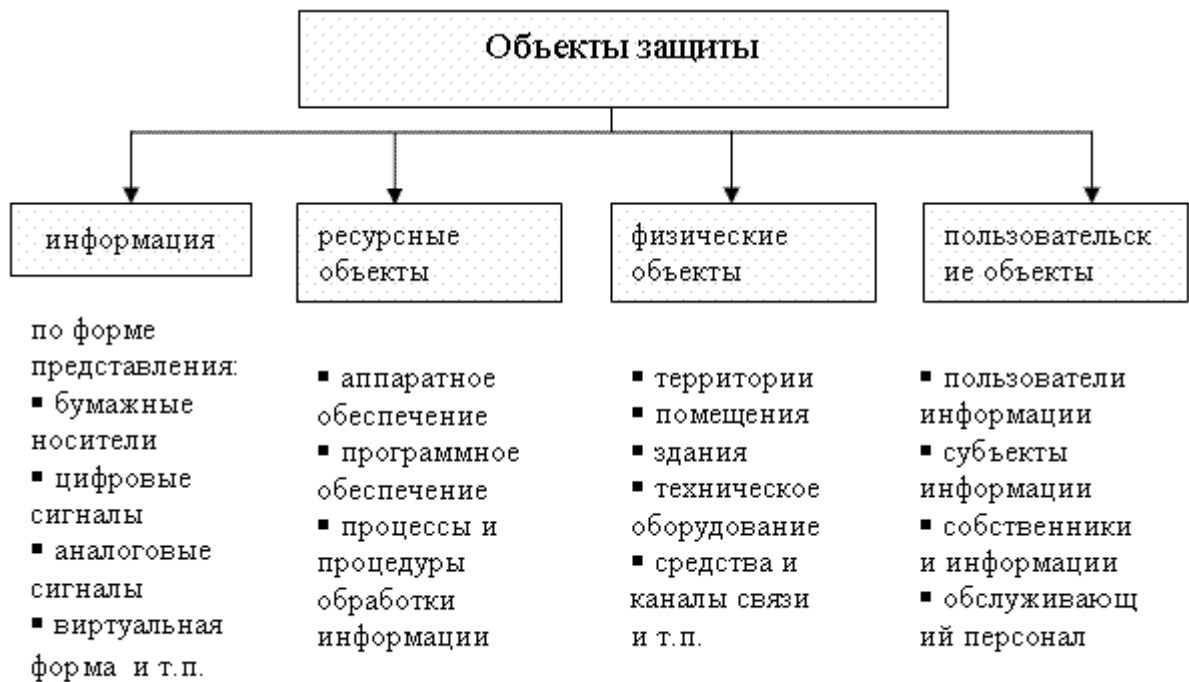 Объекты защиты
информация
ресурсные
объекты
физические
объекты
пользовательск
ие объекты
по форме
представления:
▪ бумажные
носители
▪ цифровые
сигналы
▪ аналоговые
сигналы
▪ виртуальная
форма и т.п.
▪ аппаратное
обеспечение
▪ программное
обеспечение
▪ процессы и
процедуры
обработки
информации
▪ территории
▪ помещения
▪ здания
▪ техническое
оборудование
▪ средства и
каналы связи
и т.п.
▪ пользователи
информации
▪ субъекты
информации
▪ собственники
и информации
▪ обслуживающ
ий персонал